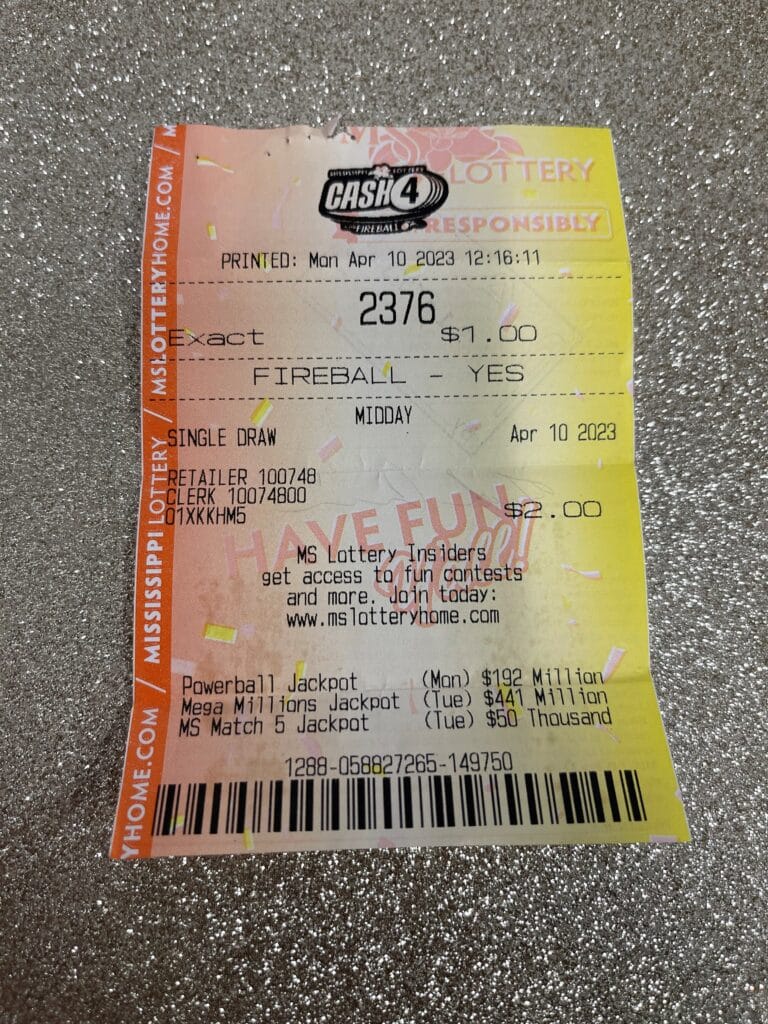 MS LOTTERY
MISSISSIPPI LOTTERY
CASH 4
FIREBALL
RESPONSIBLY
PRINTED: Mon Apr 10 2023 12:16:11
2376
Exact $1.00
FIREBALL - YES
MIDDAY
SINGLE DRAW Apr 10 2023
RETAILER 100748
CLERK 10074800
01XKKHM5 $2.00
HAVE FUN,
Y'all!
MS Lottery Insiders
get access to fun contests
and more. Join today:
www.mslotteryhome.com
Powerball Jackpot (Mon) $192 Million
Mega Millions Jackpot (Tue) $441 Million
MS Match 5 Jackpot (Tue) $50 Thousand
1288-058827265-149750
YHOME.COM / MISSISSIPPI LOTTERY / MSLOTTERYHOME.COM / M